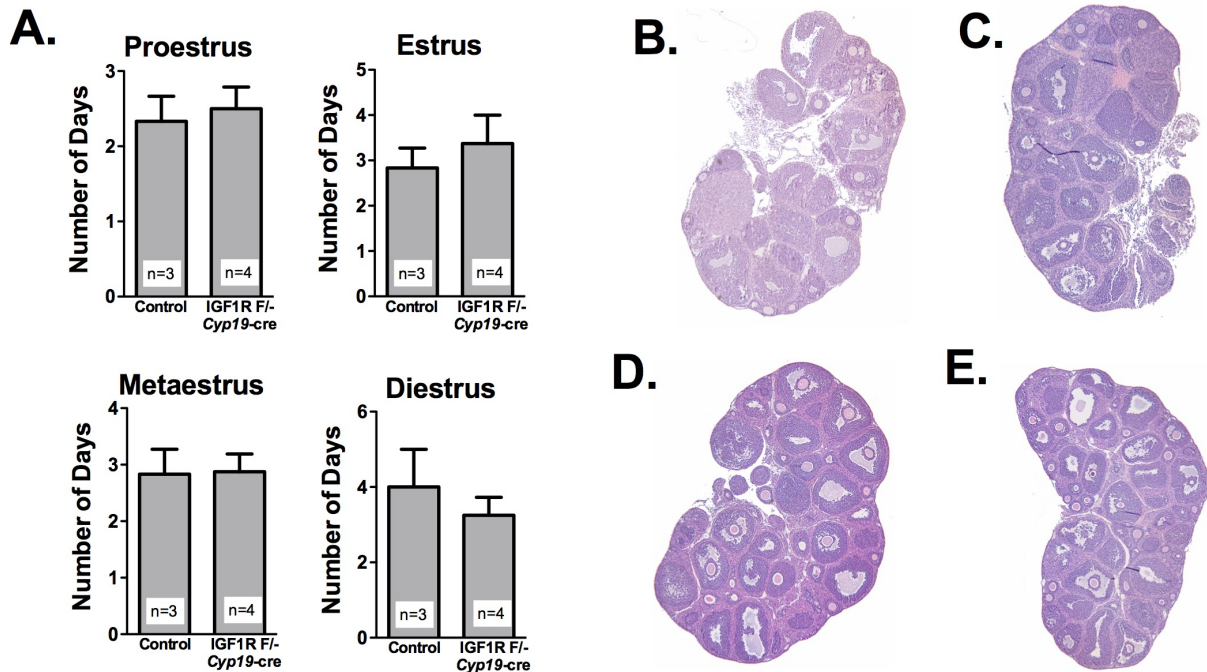 A.
Proestrus
Number of Days
3
2
1
0
n=3
n=4
Control
IGF1R F/-
Cyp19-cre
Estrus
Number of Days
5
4
3
2
1
0
n=3
n=4
Control
IGF1R F/-
Cyp19-cre
B.
C.
Metaestrus
Number of Days
4
3
2
1
0
n=3
n=4
Control
IGF1R F/-
Cyp19-cre
Diestrus
Number of Days
6
4
2
0
n=3
n=4
Control
IGF1R F/-
Cyp19-cre
D.
E.